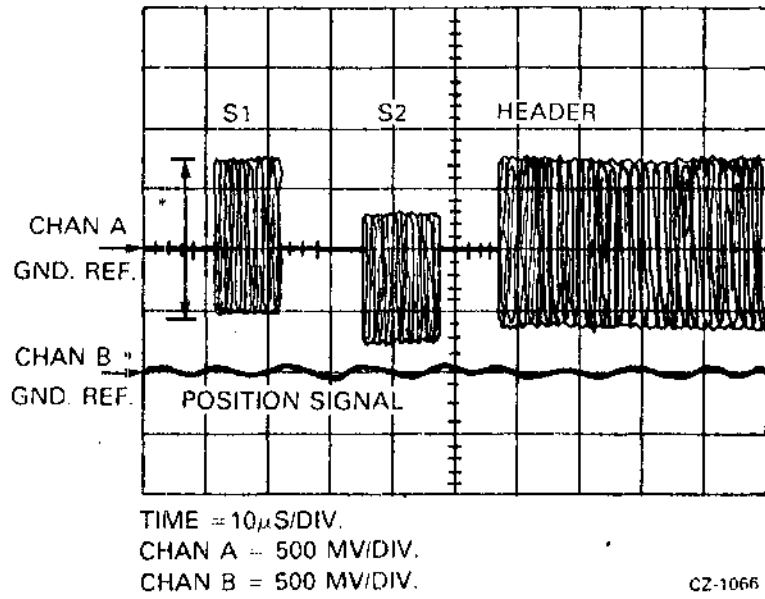 S1 S2 HEADER
*
CHAN A
GND. REF.
CHAN B *
GND. REF.
POSITION SIGNAL
TIME = 10µS/DIV.
CHAN A = 500 MV/DIV.
CHAN B = 500 MV/DIV.
CZ-1066